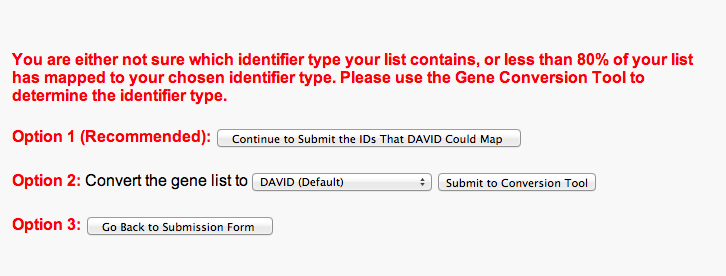 You are either not sure which identifier type your list contains, or less than 80% of your list
has mapped to your chosen identifier type. Please use the Gene Conversion Tool to
determine the identifier type.
Option 1 (Recommended): Continue to Submit the IDs That DAVID Could Map
Option 2: Convert the gene list to DAVID (Default) Submit to Conversion Tool
Option 3: Go Back to Submission Form